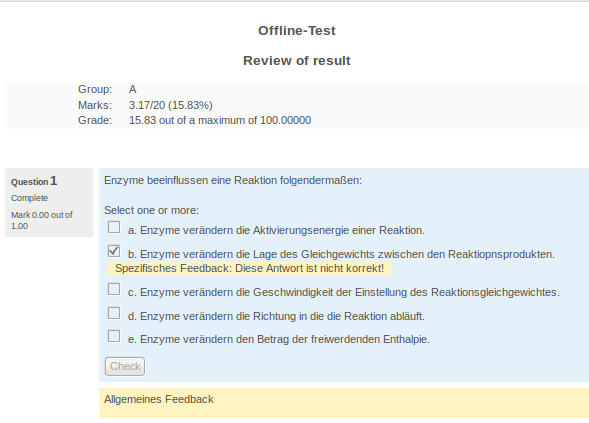 Offline-Test
Review of result
Group: A
Marks: 3.17/20 (15.83%)
Grade: 15.83 out of a maximum of 100.00000
Question 1
Complete
Mark 0.00 out of
1.00
Enzyme beeinflussen eine Reaktion folgendermaßen:
Select one or more:
a. Enzyme verändern die Aktivierungsenergie einer Reaktion.
b. Enzyme verändern die Lage des Gleichgewichts zwischen den Reaktiopnsprodukten.
Spezifisches Feedback: Diese Antwort ist nicht korrekt!
c. Enzyme verändern die Geschwindigkeit der Einstellung des Reaktionsgleichgewichtes.
d. Enzyme verändern die Richtung in die die Reaktion abläuft.
e. Enzyme verändern den Betrag der freiwerdenden Enthalpie.
Check
Allgemeines Feedback